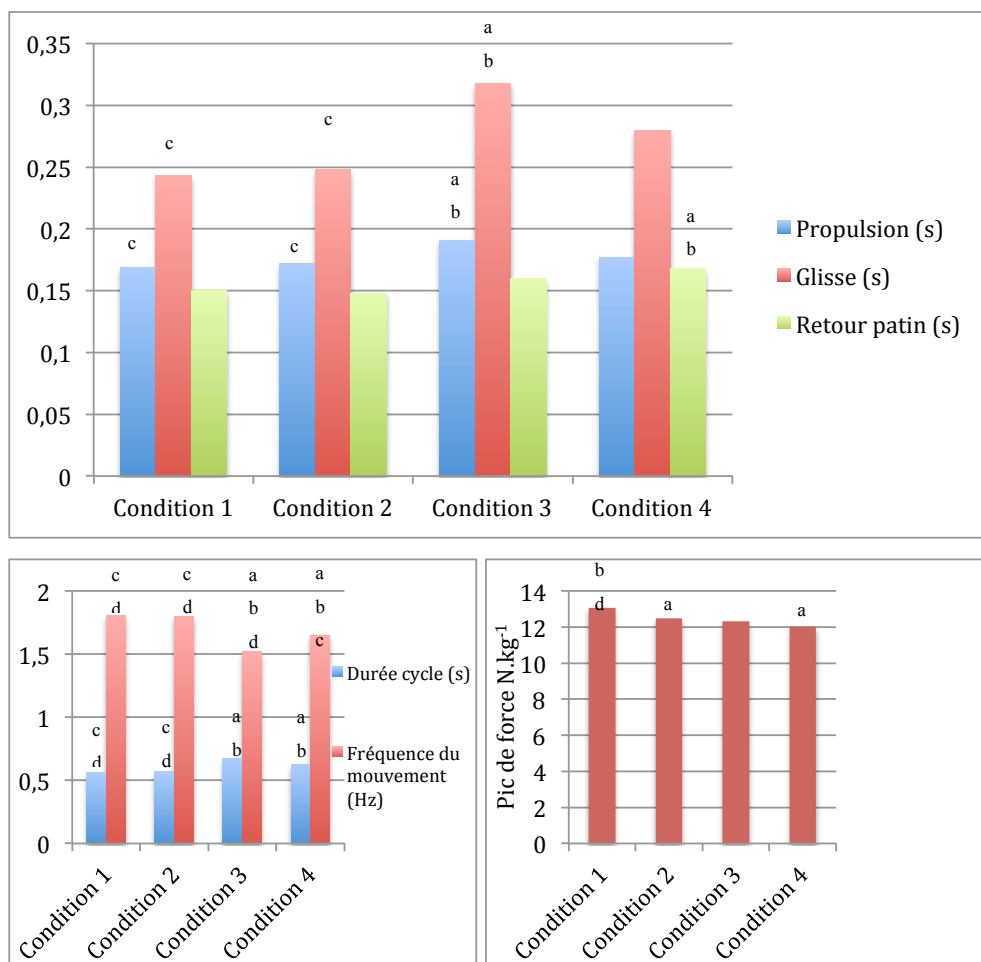 a
0,35
b
0,3
c
c
0,25
a
a
0,2
b
c
c
b
0,15
0,1
0,05
0
Condition 1 Condition 2 Condition 3 Condition 4
Propulsion (s)
Glisse (s)
Retour patin (s)
c c a a
2
d d b b
d c
1,5
1
c c a a
d d b b
0,5
0
Condition 1
Condition 2
Condition 3
Condition 4
Durée cycle (s)
Fréquence du
mouvement
(Hz)
b
14
d a a
12
10
8
6
4
2
0
Pic de force N.kg-1
Condition 1
Condition 2
Condition 3
Condition 4